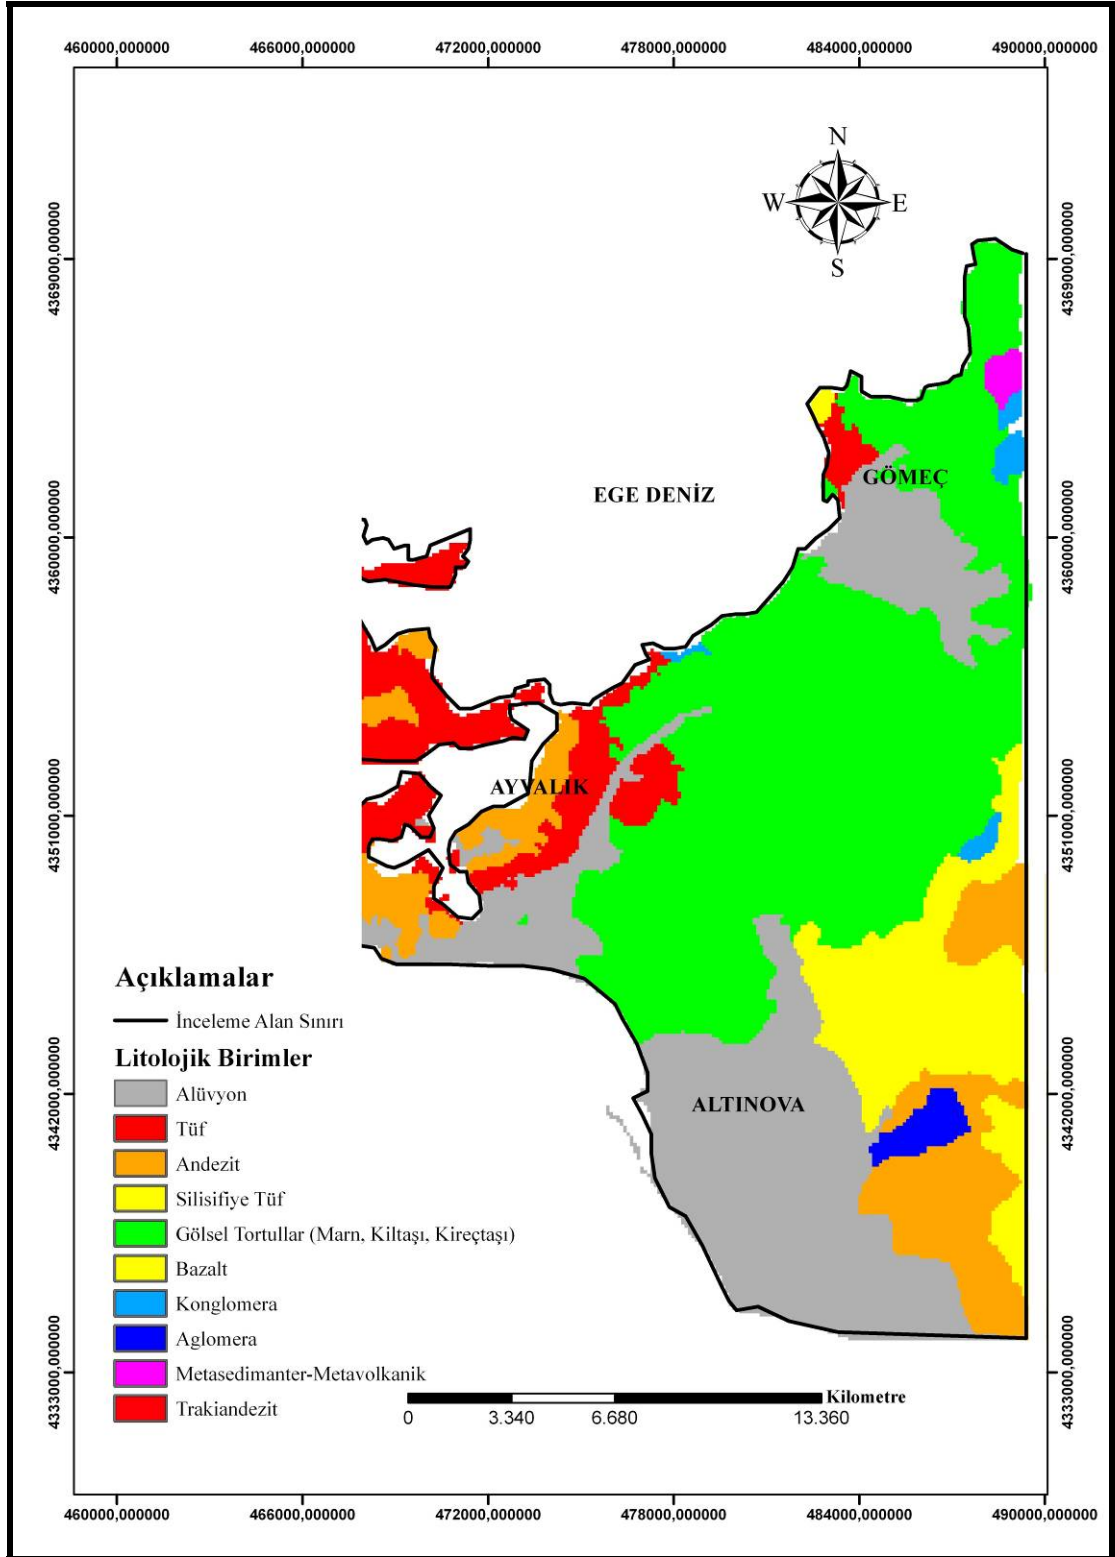 460000,000000 466000,000000 472000,000000 478000,000000 484000,000000 490000,000000
N
W E
S
4369000,000000 4369000,000000
GÖMEÇ
EGE DENİZ
4360000,000000 4360000,000000
AYVALIK
4351000,000000 4351000,000000
Açıklamalar
İnceleme Alan Sınırı
Litolojik Birimler
4342000,000000 4342000,000000
Alüvyon
ALTINOVA
Tüf
Andezit
Silisifiye Tüf
Gölsel Tortullar (Marn, Kiltaşı, Kireçtaşı)
Bazalt
Konglomera
Aglomera
Metasedimanter-Metavolkanik
Trakiandezit
4333000,000000 4333000,000000
Kilometre
0 3.340 6.680 13.360
460000,000000 466000,000000 472000,000000 478000,000000 484000,000000 490000,000000